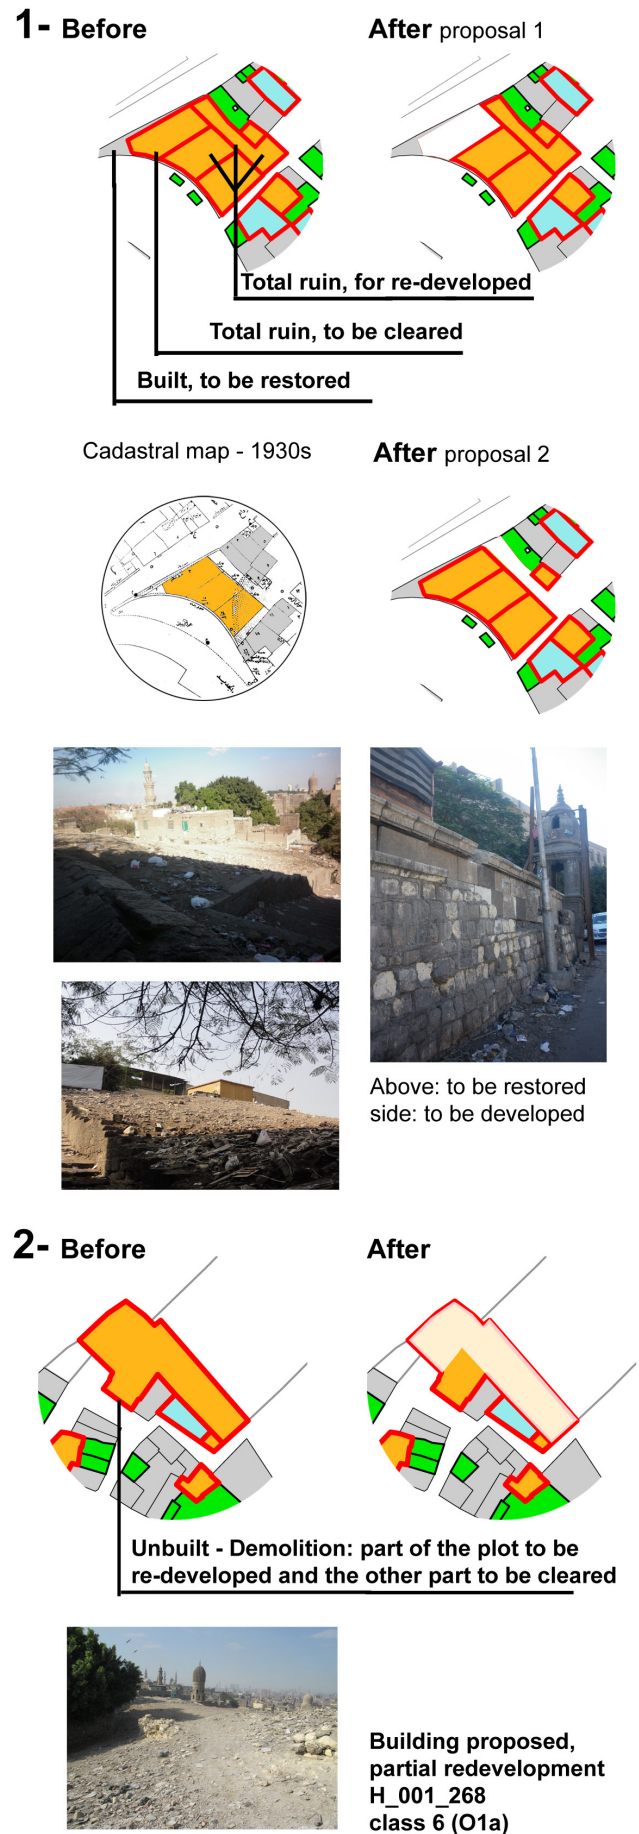 1- Before
After proposal 1
Total ruin, for re-developed
Total ruin, to be cleared
Built, to be restored
Cadastral map - 1930s
After proposal 2
Above: to be restored
side: to be developed
2- Before
After
Unbuilt - Demolition: part of the plot to be
re-developed and the other part to be cleared
Building proposed,
partial redevelopment
H_001_268
class 6 (O1a)